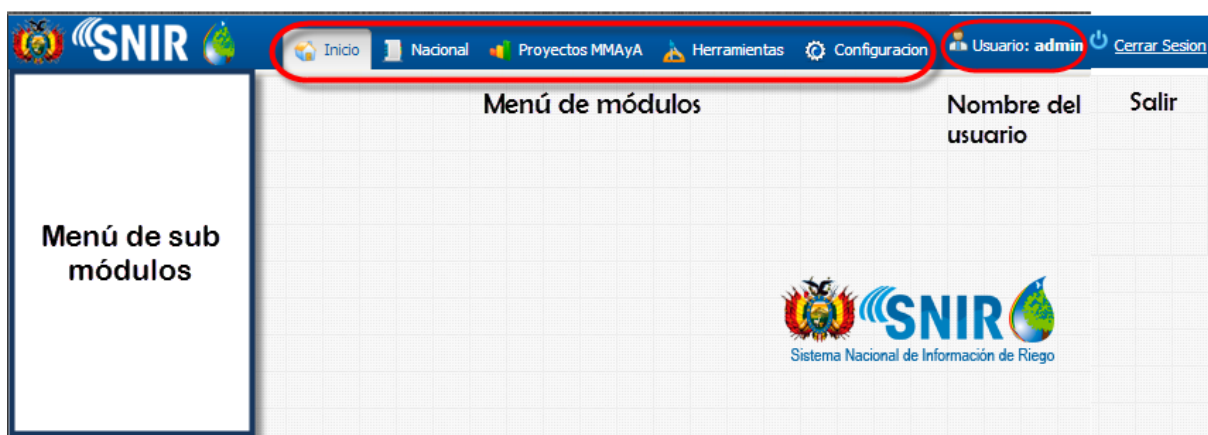 SNIR
Inicio Nacional Proyectos MMAyA Herramientas Configuracion Usuario: admin Cerrar Sesion
Menú de módulos
Nombre del
usuario
Salir
Menú de sub
módulos
SNIR
Sistema Nacional de Información de Riego